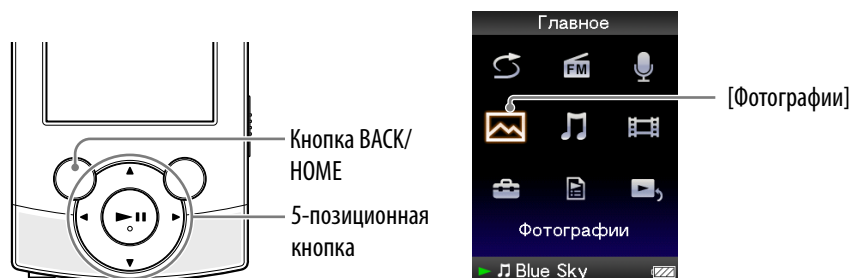 Кнопка BACK/
HOME
5-позиционная
кнопка
Главное
FM
[Фотографии]
Фотографии
Blue Sky